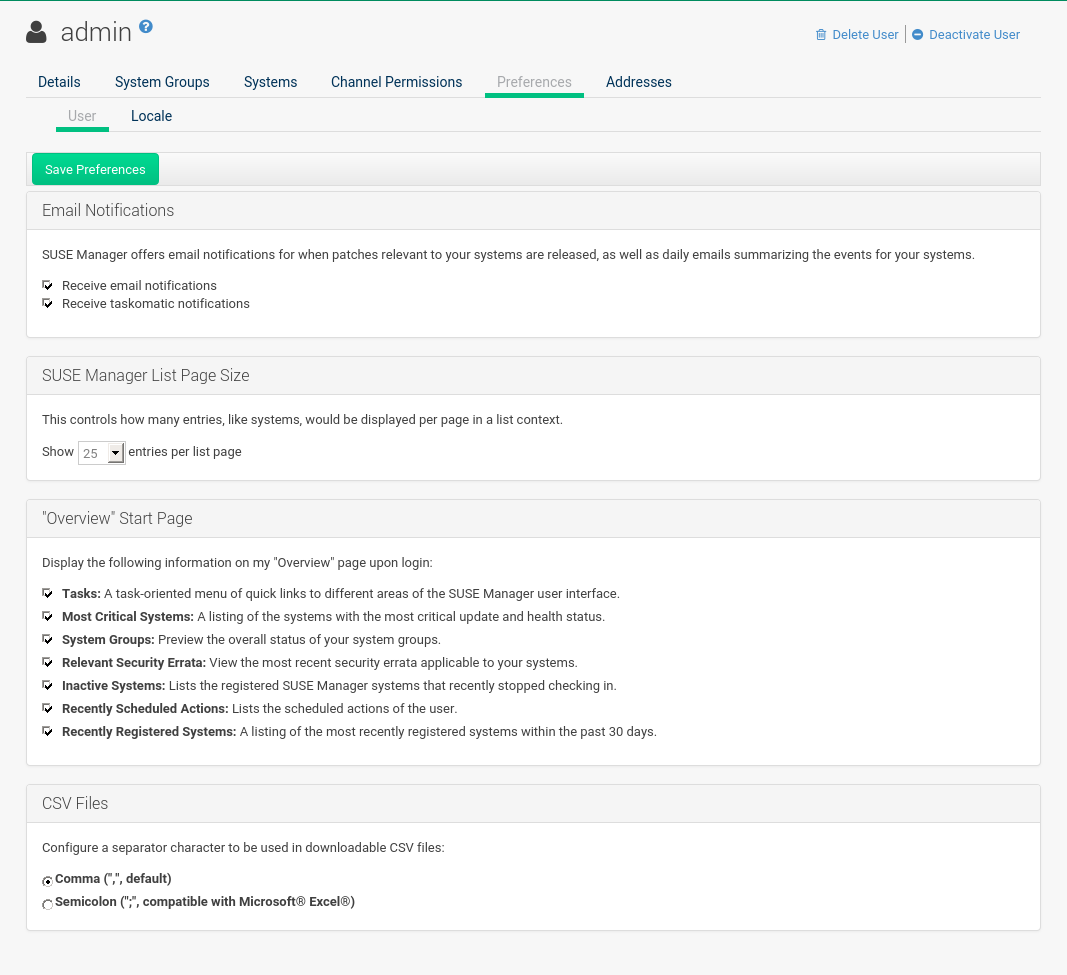 admin ?
Delete User Deactivate User
Details System Groups Systems Channel Permissions Preferences Addresses
User Locale
Save Preferences
Email Notifications
SUSE Manager offers email notifications for when patches relevant to your systems are released, as well as daily emails summarizing the events for your systems.
Receive email notifications
Receive taskomatic notifications
SUSE Manager List Page Size
This controls how many entries, like systems, would be displayed per page in a list context.
Show 25 entries per list page
"Overview" Start Page
Display the following information on my "Overview" page upon login:
Tasks: A task-oriented menu of quick links to different areas of the SUSE Manager user interface.
Most Critical Systems: A listing of the systems with the most critical update and health status.
System Groups: Preview the overall status of your system groups.
Relevant Security Errata: View the most recent security errata applicable to your systems.
Inactive Systems: Lists the registered SUSE Manager systems that recently stopped checking in.
Recently Scheduled Actions: Lists the scheduled actions of the user.
Recently Registered Systems: A listing of the most recently registered systems within the past 30 days.
CSV Files
Configure a separator character to be used in downloadable CSV files:
Comma (",", default)
Semicolon (";", compatible with Microsoft® Excel®)